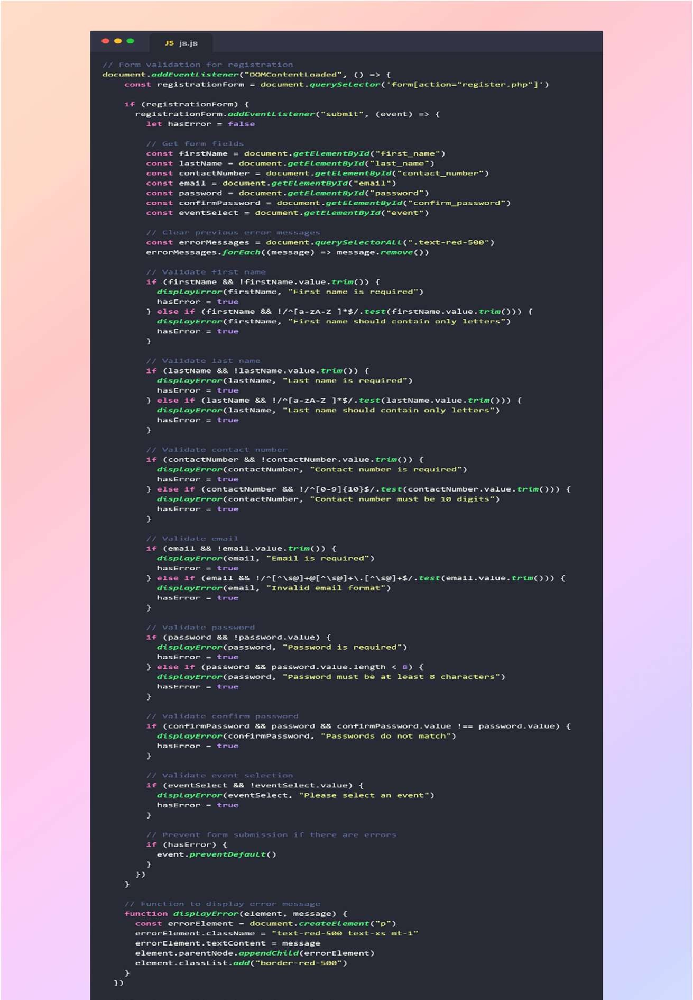 JS js.js
// Form validation for registration
document.addEventListener("DOMContentLoaded", () => {
    const registrationForm = document.querySelector('form[action="register.php"]')

    if (registrationForm) {
      registrationForm.addEventListener("submit", (event) => {
        let hasError = false

        // Get form fields
        const firstName = document.getElementById("first_name")
        const lastName = document.getElementById("last_name")
        const contactNumber = document.getElementById("contact_number")
        const email = document.getElementById("email")
        const password = document.getElementById("password")
        const confirmPassword = document.getElementById("confirm_password")
        const eventSelect = document.getElementById("event")

        // Clear previous error messages
        const errorMessages = document.querySelectorAll(".text-red-500")
        errorMessages.forEach((message) => message.remove())

        // Validate first name
        if (firstName && !firstName.value.trim()) {
          displayError(firstName, "First name is required")
          hasError = true
        } else if (firstName && !/^[a-zA-Z ]*$/.test(firstName.value.trim())) {
          displayError(firstName, "First name should contain only letters")
          hasError = true
        }

        // Validate last name
        if (lastName && !lastName.value.trim()) {
          displayError(lastName, "Last name is required")
          hasError = true
        } else if (lastName && !/^[a-zA-Z ]*$/.test(lastName.value.trim())) {
          displayError(lastName, "Last name should contain only letters")
          hasError = true
        }

        // Validate contact number
        if (contactNumber && !contactNumber.value.trim()) {
          displayError(contactNumber, "Contact number is required")
          hasError = true
        } else if (contactNumber && !/^[0-9]{10}$/.test(contactNumber.value.trim())) {
          displayError(contactNumber, "Contact number must be 10 digits")
          hasError = true
        }

        // Validate email
        if (email && !email.value.trim()) {
          displayError(email, "Email is required")
          hasError = true
        } else if (email && !/^[^\s@]+@[^\s@]+\.[^\s@]+$/.test(email.value.trim())) {
          displayError(email, "Invalid email format")
          hasError = true
        }

        // Validate password
        if (password && !password.value) {
          displayError(password, "Password is required")
          hasError = true
        } else if (password && password.value.length < 8) {
          displayError(password, "Password must be at least 8 characters")
          hasError = true
        }

        // Validate confirm password
        if (confirmPassword && password && confirmPassword.value !== password.value) {
          displayError(confirmPassword, "Passwords do not match")
          hasError = true
        }

        // Validate event selection
        if (eventSelect && !eventSelect.value) {
          displayError(eventSelect, "Please select an event")
          hasError = true
        }

        // Prevent form submission if there are errors
        if (hasError) {
          event.preventDefault()
        }
      })
    }

    // Function to display error message
    function displayError(element, message) {
      const errorElement = document.createElement("p")
      errorElement.className = "text-red-500 text-xs mt-1"
      errorElement.textContent = message
      element.parentNode.appendChild(errorElement)
      element.classList.add("border-red-500")
    }
  })